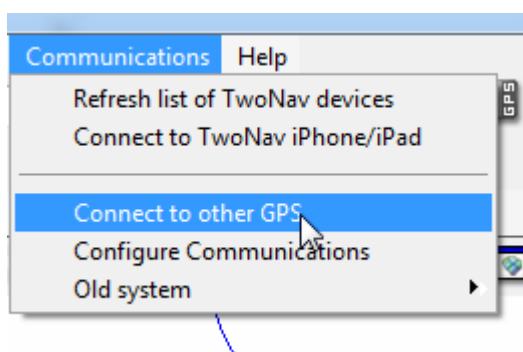 Communications Help
Refresh list of TwoNav devices
GPS
Connect to TwoNav iPhone/iPad
Connect to other GPS
Configure Communications
Old system